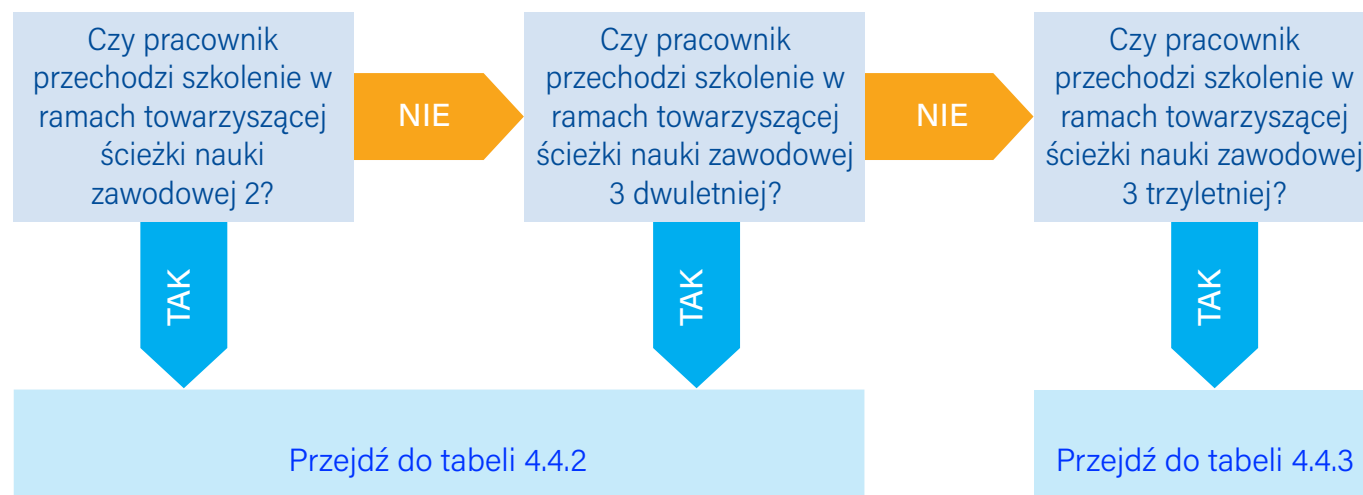 Czy pracownik
przechodzi szkolenie w
ramach towarzyszącej
ścieżki nauki
zawodowej 2?
NIE
Czy pracownik
przechodzi szkolenie w
ramach towarzyszącej
ścieżki nauki zawodowej
3 dwuletniej?
NIE
Czy pracownik
przechodzi szkolenie w
ramach towarzyszącej
ścieżki nauki zawodowej
3 trzyletniej?
TAK
TAK
TAK
Przejdź do tabeli 4.4.2
Przejdź do tabeli 4.4.3